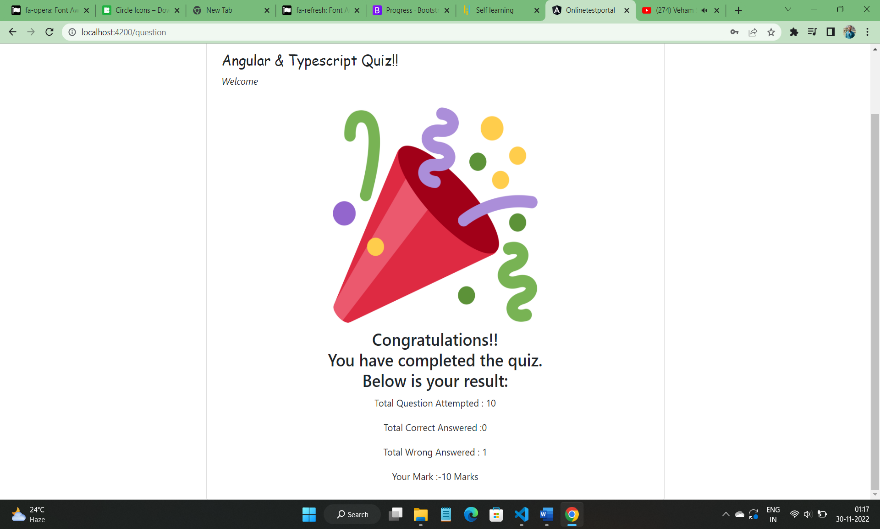 fa-opera: Font Aw
Circle Icons – Dow
New Tab
fa-refresh: Font A
Progress · Bootst
Self learning
Onlinetestportal
(274) Veham
localhost:4200/question
Angular & Typescript Quiz!!
Welcome
Congratulations!!
You have completed the quiz.
Below is your result:
Total Question Attempted : 10
Total Correct Answered :0
Total Wrong Answered : 1
Your Mark :-10 Marks
24°C
Haze
Search
ENG
IN
01:17
30-11-2022